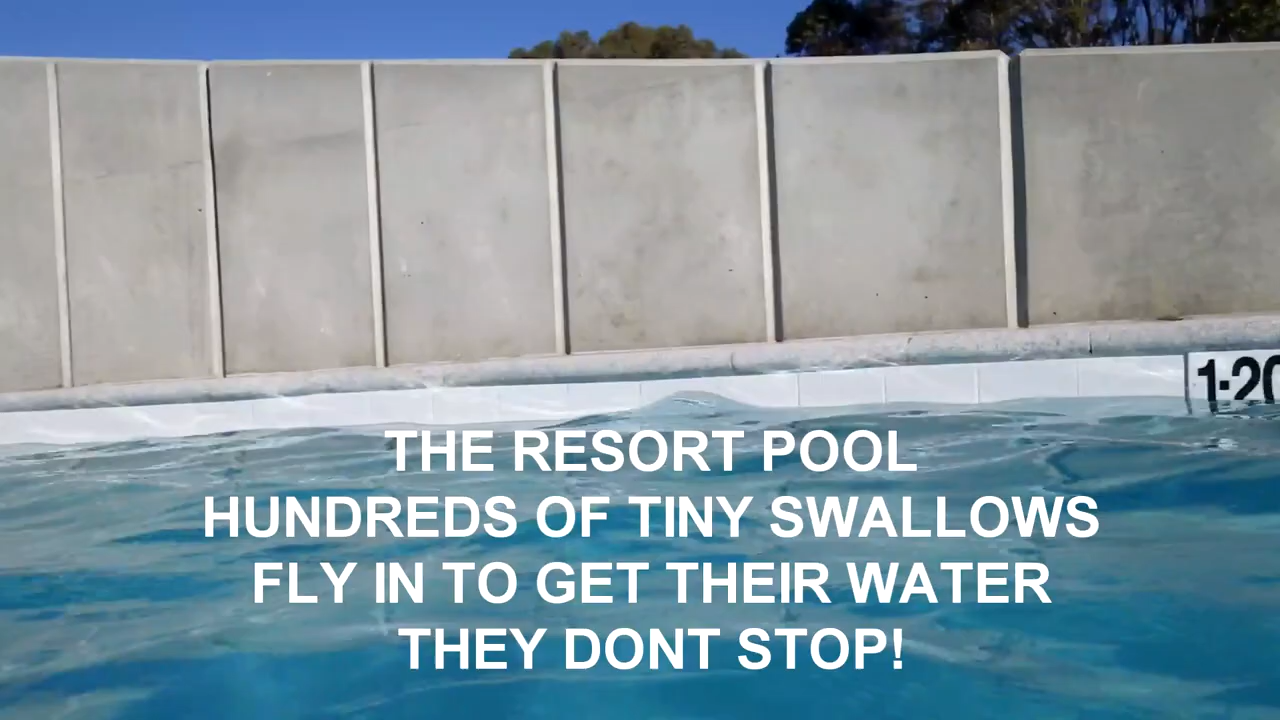 1·20
THE RESORT POOL
HUNDREDS OF TINY SWALLOWS
FLY IN TO GET THEIR WATER
THEY DONT STOP!